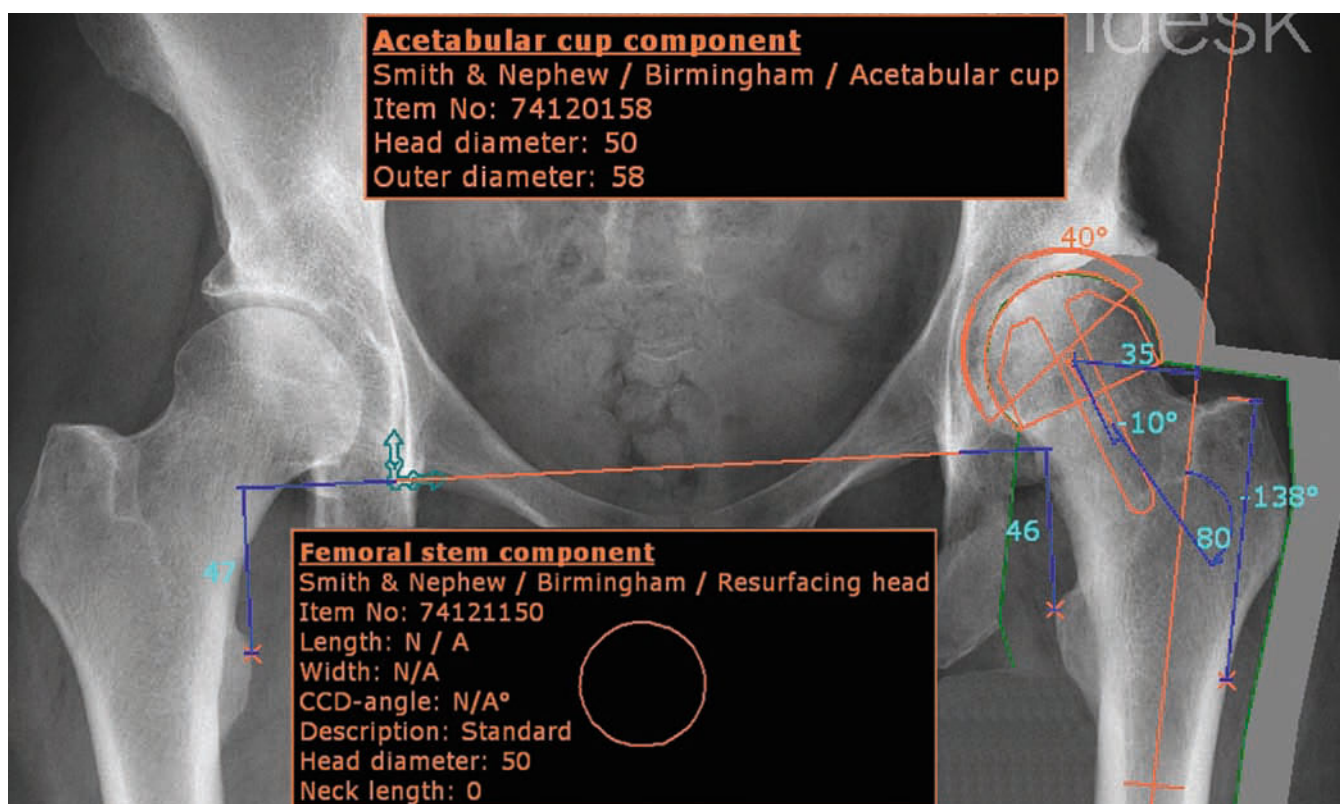 Acetabular cup component
Smith & Nephew / Birmingham / Acetabular cup
Item No: 74120158
Head diameter: 50
Outer diameter: 58
40°
35
-10°
-138°
46
80
47
Femoral stem component
Smith & Nephew / Birmingham / Resurfacing head
Item No: 74121150
Length: N / A
Width: N/A
CCD-angle: N/A°
Description: Standard
Head diameter: 50
Neck length: 0